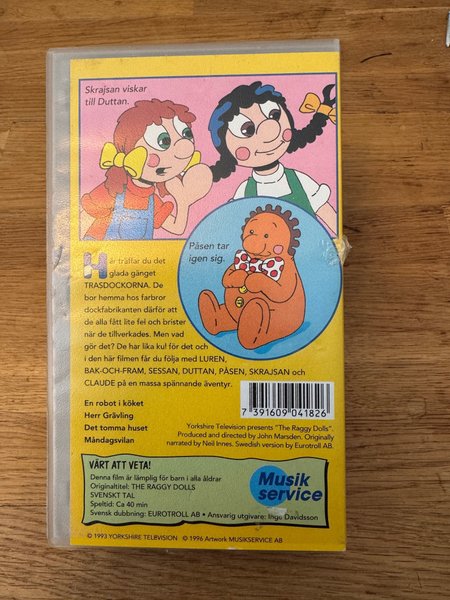 Skrajsan viskar
till Duttan.
Påsen tar
igen sig.
Här träffar du det
glada gänget
TRASDOCKORNA. De
bor hemma hos farbror
dockfabrikanten därför att
de alla fått lite fel och brister
när de tillverkades. Men vad
gör det? De har lika kul för det och
i den här filmen får du följa med LUREN,
BAK-OCH-FRAM, SESSAN, DUTTAN, PÅSEN, SKRAJSAN och
CLAUDE på en massa spännande äventyr.
En robot i köket
Herr Grävling
Det tomma huset
Måndagsvilan
7 391609 041826
Yorkshire Television presents "The Raggy Dolls".
Produced and directed by John Marsden. Originally
narrated by Neil Innes. Swedish version by Eurotroll AB.
VÄRT ATT VETA!
Denna film är lämplig för barn i alla åldrar
Originaltitel: THE RAGGY DOLLS
SVENSKT TAL
Speltid: Ca 40 min
Svensk dubbning: EUROTROLL AB • Ansvarig utgivare: Inge Davidsson
Musik
service
© 1993 YORKSHIRE TELEVISION © 1996 Artwork MUSIKSERVICE AB